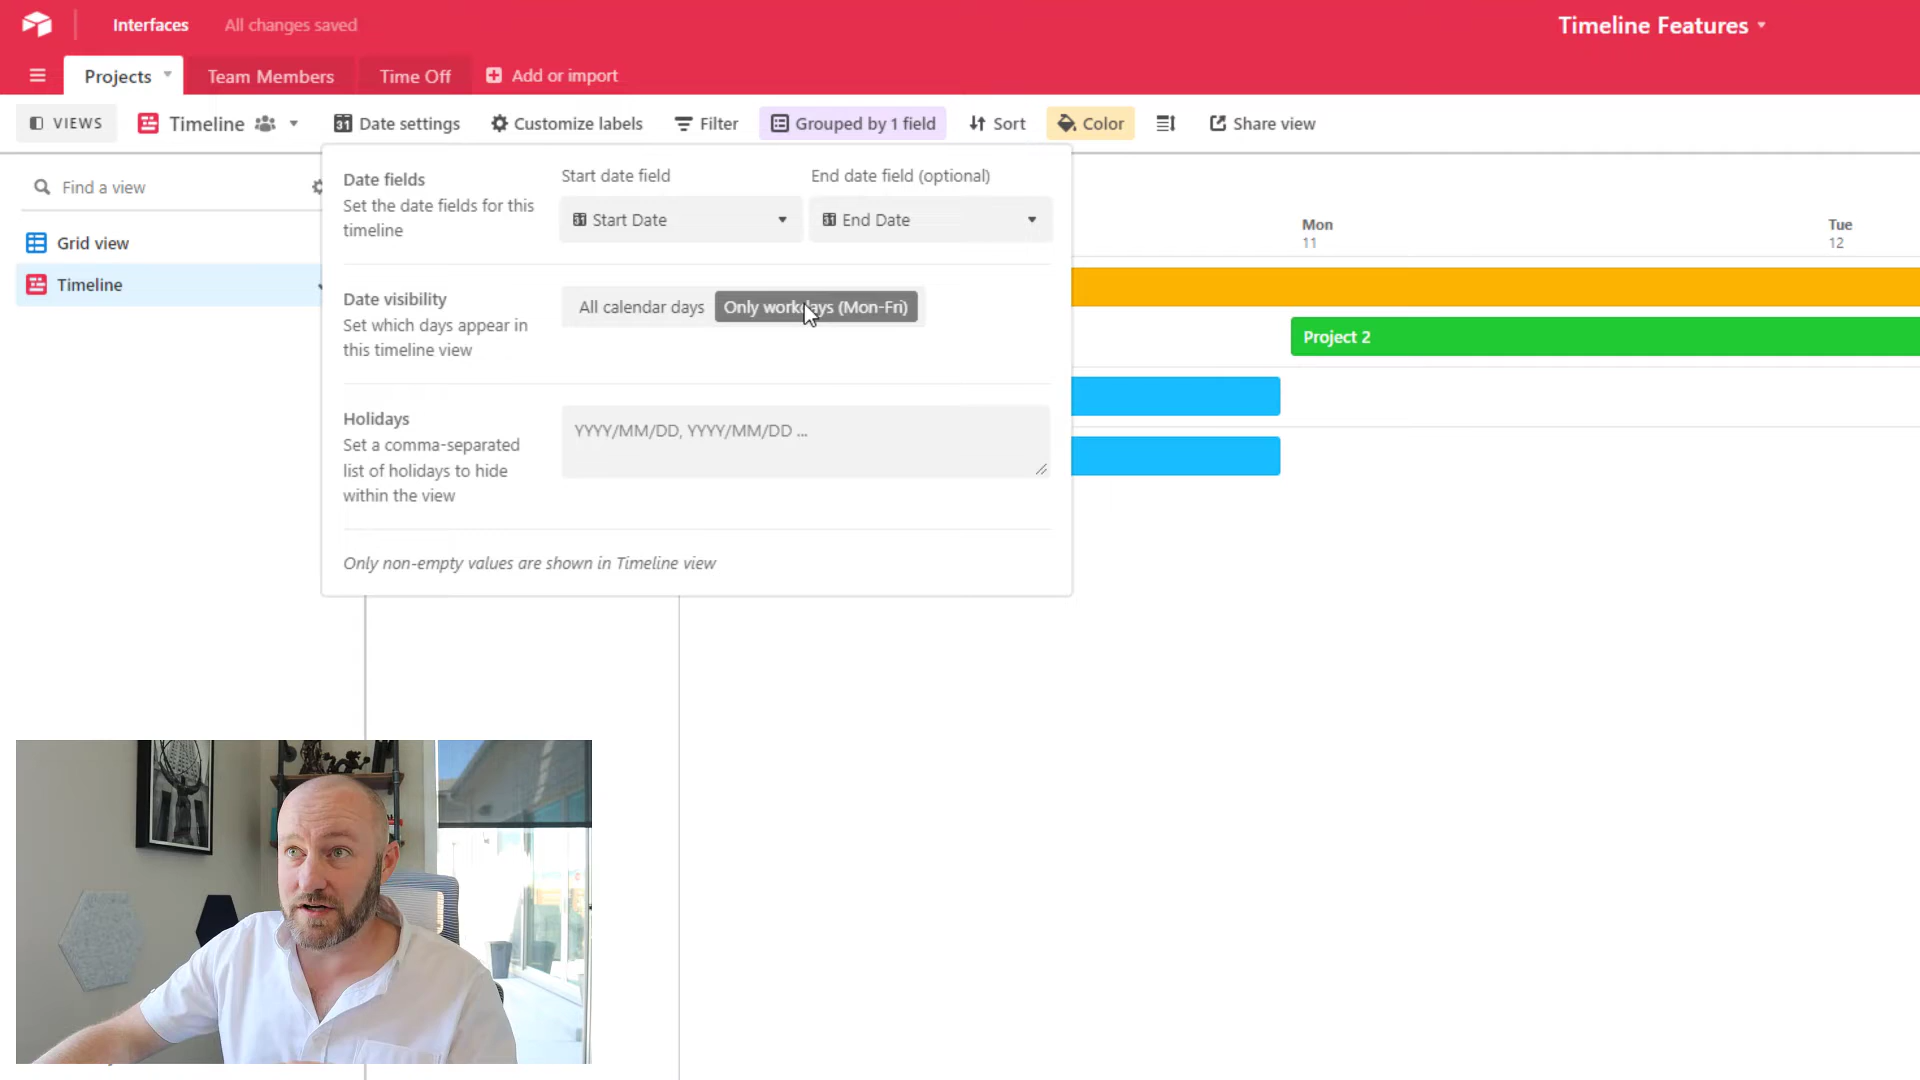 Interfaces
All changes saved
Timeline Features
Projects
Team Members
Time Off
Add or import
VIEWS
Timeline
31 Date settings
Customize labels
Filter
Grouped by 1 field
Sort
Color
Share view
Find a view
Grid view
Timeline
Date fields
Set the date fields for this
timeline
Start date field
31 Start Date
End date field (optional)
31 End Date
Date visibility
Set which days appear in
this timeline view
All calendar days
Only workdays (Mon-Fri)
Holidays
Set a comma-separated
list of holidays to hide
within the view
YYYY/MM/DD, YYYY/MM/DD ...
Only non-empty values are shown in Timeline view
Mon
11
Tue
12
Project 2